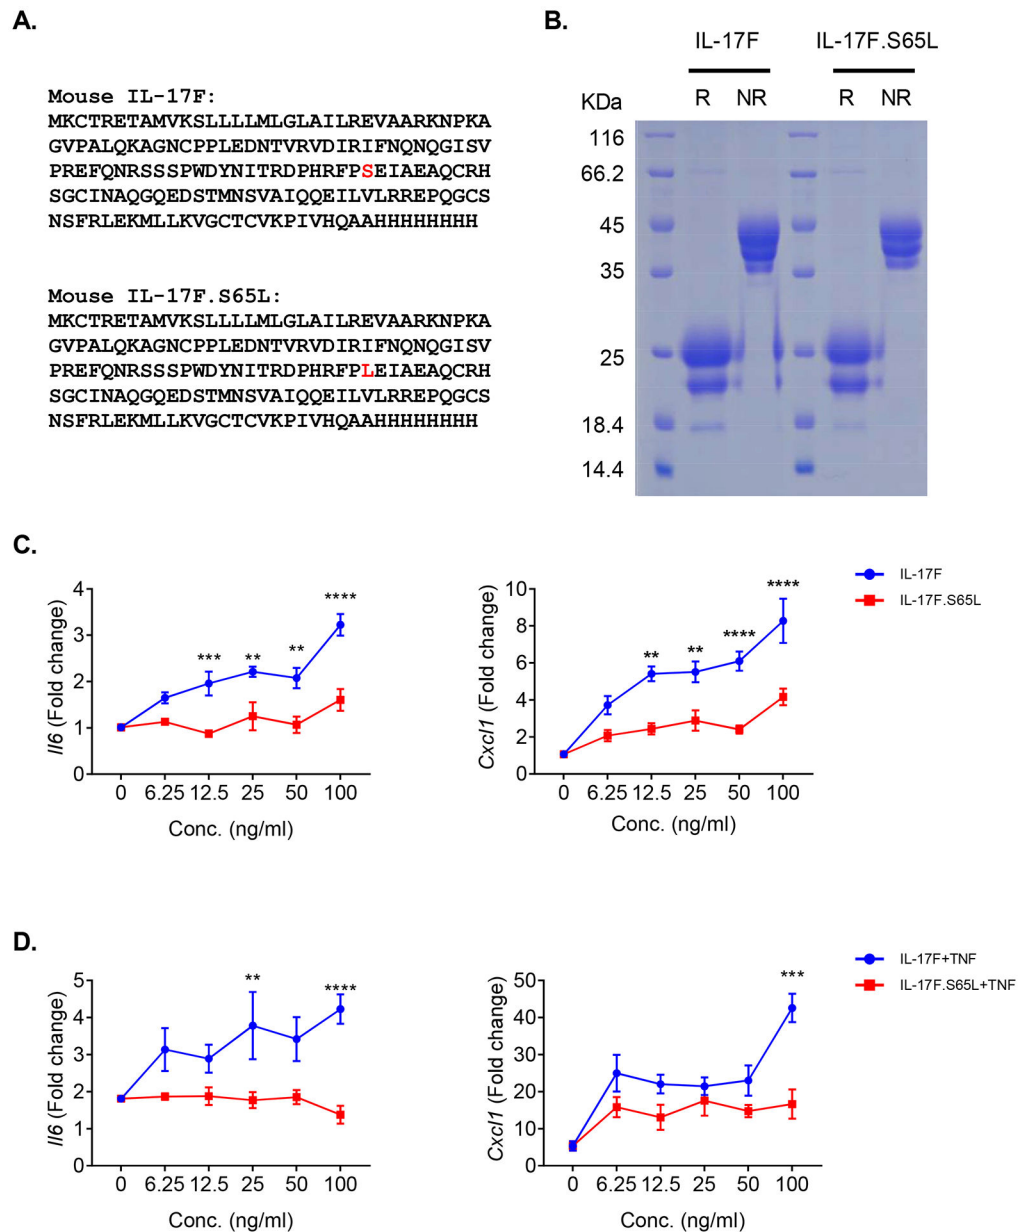 A.
Mouse IL-17F:
MKCTRETAMVKSLLLLMLGLAILREVAARKNPKA
GVPALQKAGNCPPLEDNTVRVDIRIFNQNQGISV
PREFQNRSSSPWDYNITRDPHRFPSEIAEAQCRH
SGCINAQGQEDSTMNSVAIQQEILVLRREPQGCS
NSFRLEKMLLKVGCTCVKPIVHQAAHHHHHHHH
Mouse IL-17F.S65L:
MKCTRETAMVKSLLLLMLGLAILREVAARKNPKA
GVPALQKAGNCPPLEDNTVRVDIRIFNQNQGISV
PREFQNRSSSPWDYNITRDPHRFPLEIAEAQCRH
SGCINAQGQEDSTMNSVAIQQEILVLRREPQGCS
NSFRLEKMLLKVGCTCVKPIVHQAAHHHHHHHH
B.
IL-17F IL-17F.S65L
KDa R NR R NR
116
66.2
45
35
25
18.4
14.4
C.
Il6 (Fold change)
4
3
2
1
0
*** ** ** ****
0 6.25 12.5 25 50 100
Conc. (ng/ml)
Cxcl1 (Fold change)
10
8
6
4
2
0
** ** **** ****
0 6.25 12.5 25 50 100
Conc. (ng/ml)
IL-17F
IL-17F.S65L
D.
Il6 (Fold change)
5
4
3
2
1
0
** ****
0 6.25 12.5 25 50 100
Conc. (ng/ml)
Cxcl1 (Fold change)
50
40
30
20
10
0
***
0 6.25 12.5 25 50 100
Conc. (ng/ml)
IL-17F+TNF
IL-17F.S65L+TNF